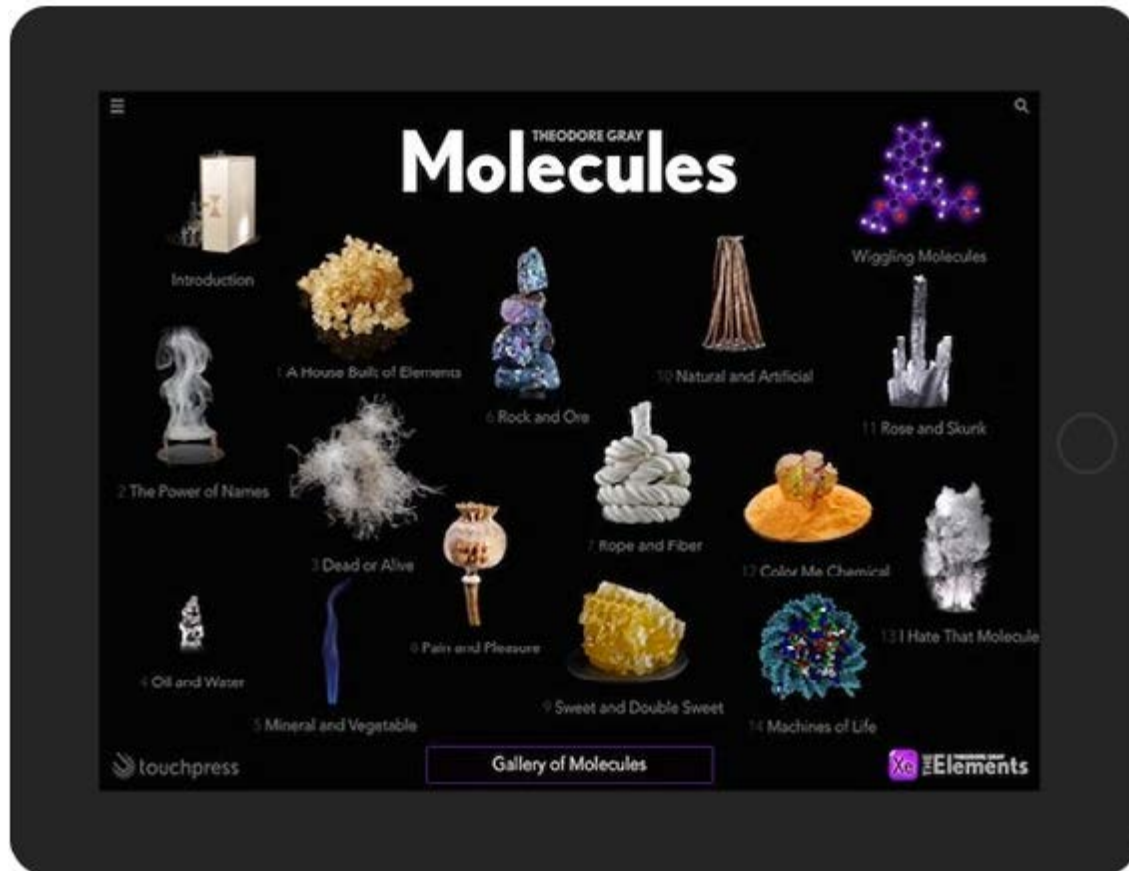 THEODORE GRAY
Molecules
Introduction
Wiggling Molecules
1 A House Built of Elements
10 Natural and Artificial
6 Rock and Ore
11 Rose and Skunk
2 The Power of Names
7 Rope and Fiber
3 Dead or Alive
12 Color Me Chemical
13 I Hate That Molecule
8 Pain and Pleasure
4 Oil and Water
9 Sweet and Double Sweet
5 Mineral and Vegetable
14 Machines of Life
touchpress
Gallery of Molecules
Xe
THE
THEODORE GRAY
Elements